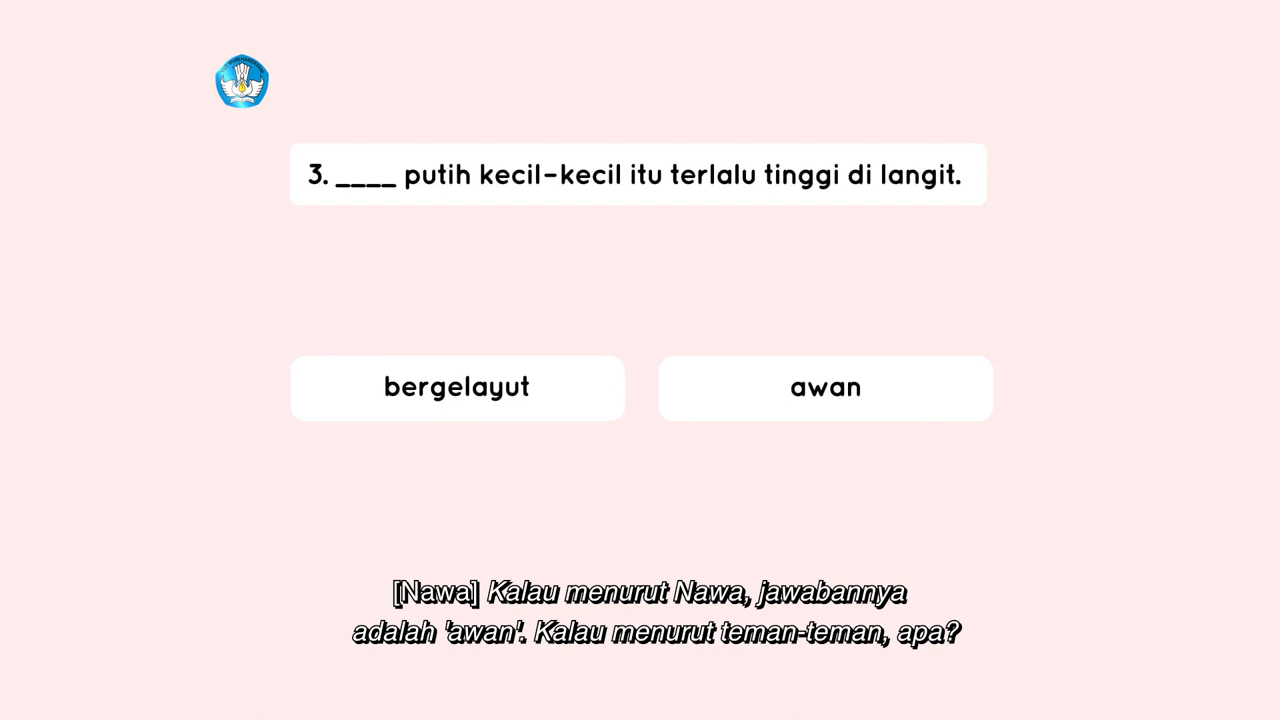 3. ____ putih kecil-kecil itu terlalu tinggi di langit.
bergelayut
awan
[Nawa] Kalau menurut Nawa, jawabannya
adalah 'awan'. Kalau menurut teman-teman, apa?